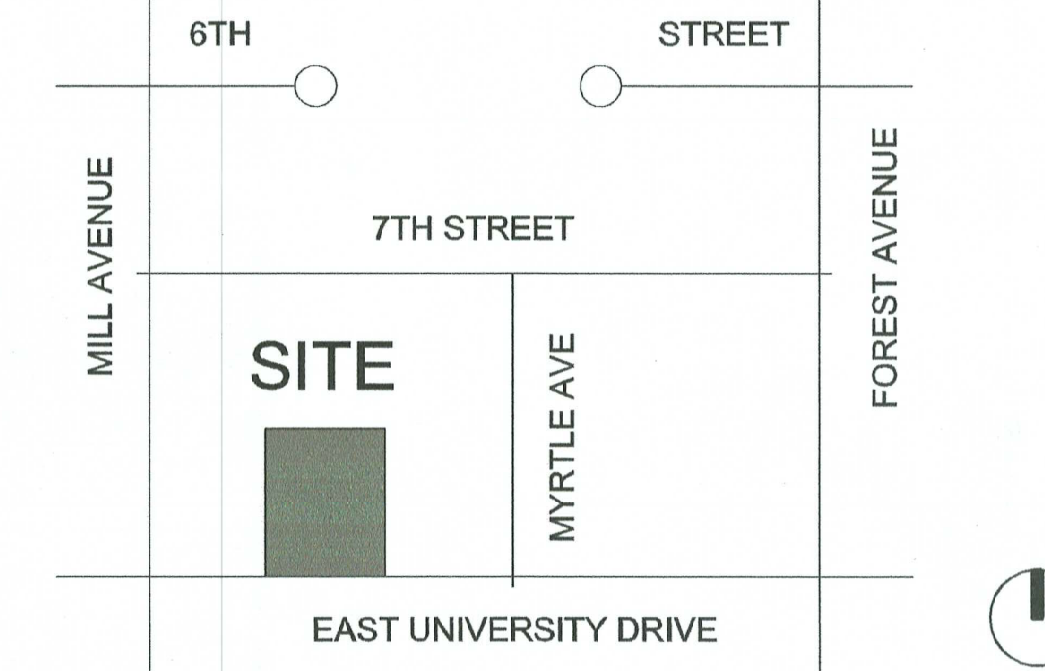 6TH STREET
MILL AVENUE
FOREST AVENUE
7TH STREET
SITE
MYRTLE AVE
EAST UNIVERSITY DRIVE